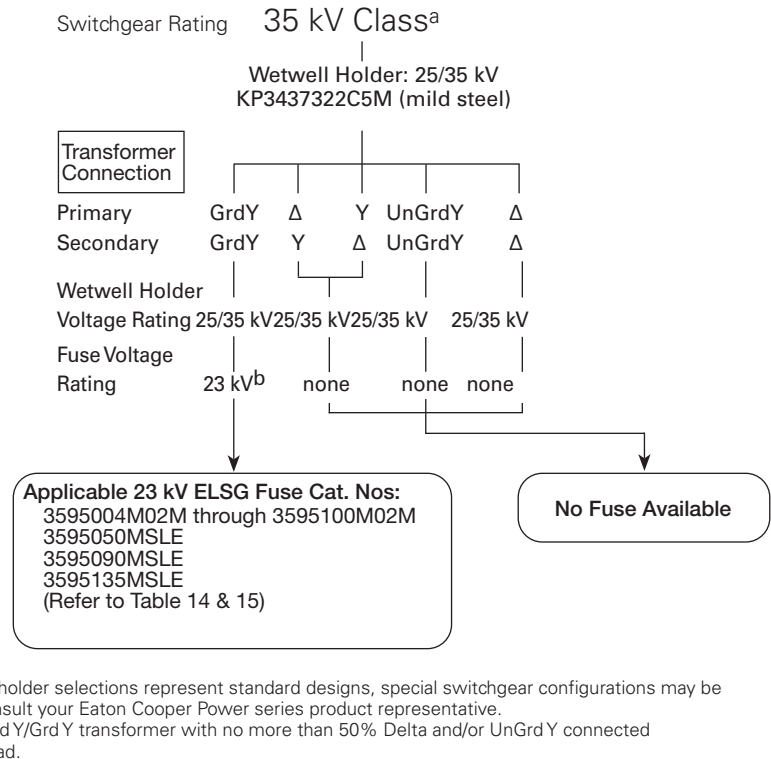 Switchgear Rating 35 kV Classa
Wetwell Holder: 25/35 kV
KP3437322C5M (mild steel)
Transformer
Connection
Primary GrdY Δ Y UnGrdY Δ
Secondary GrdY Y Δ UnGrdY Δ
Wetwell Holder
Voltage Rating 25/35 kV 25/35 kV 25/35 kV 25/35 kV
Fuse Voltage
Rating 23 kVb none none none
Applicable 23 kV ELSG Fuse Cat. Nos:
3595004M02M through 3595100M02M
3595050MSLE
3595090MSLE
3595135MSLE
(Refer to Table 14 & 15)
No Fuse Available
holder selections represent standard designs, special switchgear configurations may be
nsult your Eaton Cooper Power series product representative.
d Y/Grd Y transformer with no more than 50% Delta and/or UnGrd Y connected
ad.